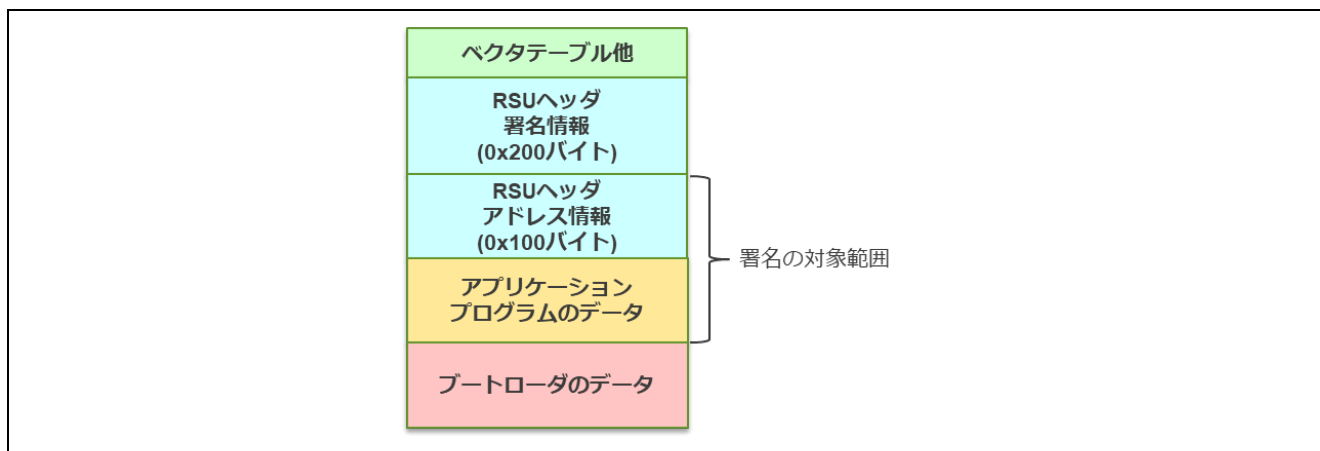 ベクタテーブル他
RSUヘッダ
署名情報
(0x200バイト)
RSUヘッダ
アドレス情報
(0x100バイト)
署名の対象範囲
アプリケーション
プログラムのデータ
ブートローダのデータ